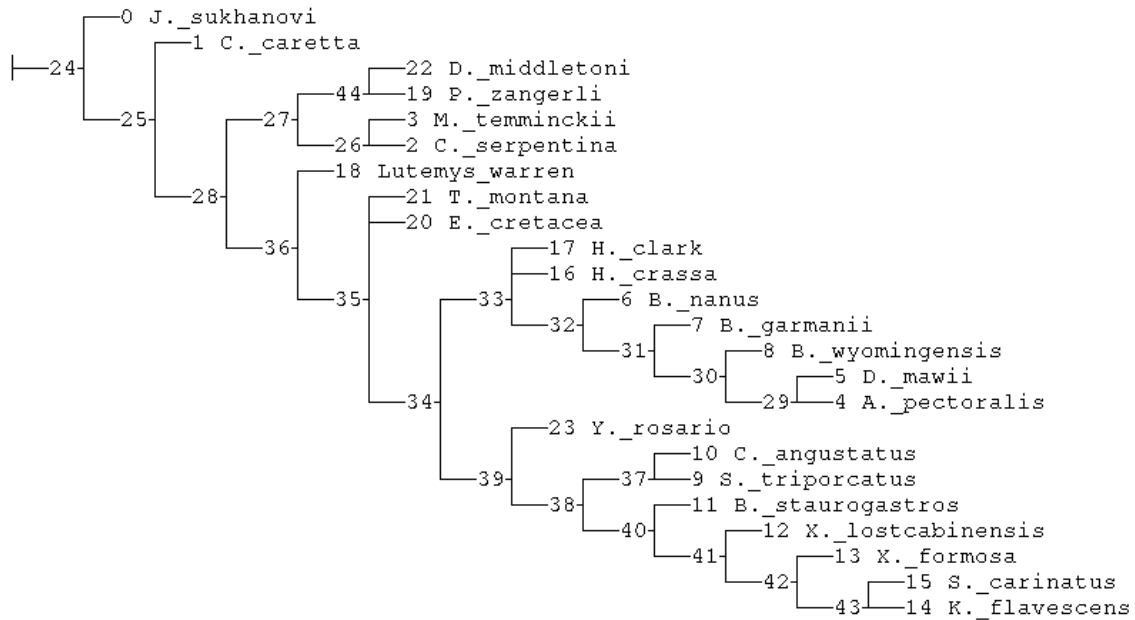 0 J._sukhanovi
1 C._caretta
24
22 D._middletoni
44 19 P._zangerli
25 27 3 M._temminckii
26 2 C._serpentina
18 Lutemys_warren
28 21 T._montana
20 E._cretacea
36 17 H._clark
16 H._crassa
35 33 6 B._nanus
32 7 B._garmanii
31 8 B._wyomingensis
30 5 D._mawii
34 29 4 A._pectoralis
23 Y._rosario
10 C._angustatus
39 37 9 S._triporcatus
38 11 B._staurogastros
40 12 X._lostcabinensis
41 13 X._formosa
42 15 S._carinatus
43 14 K._flavescens